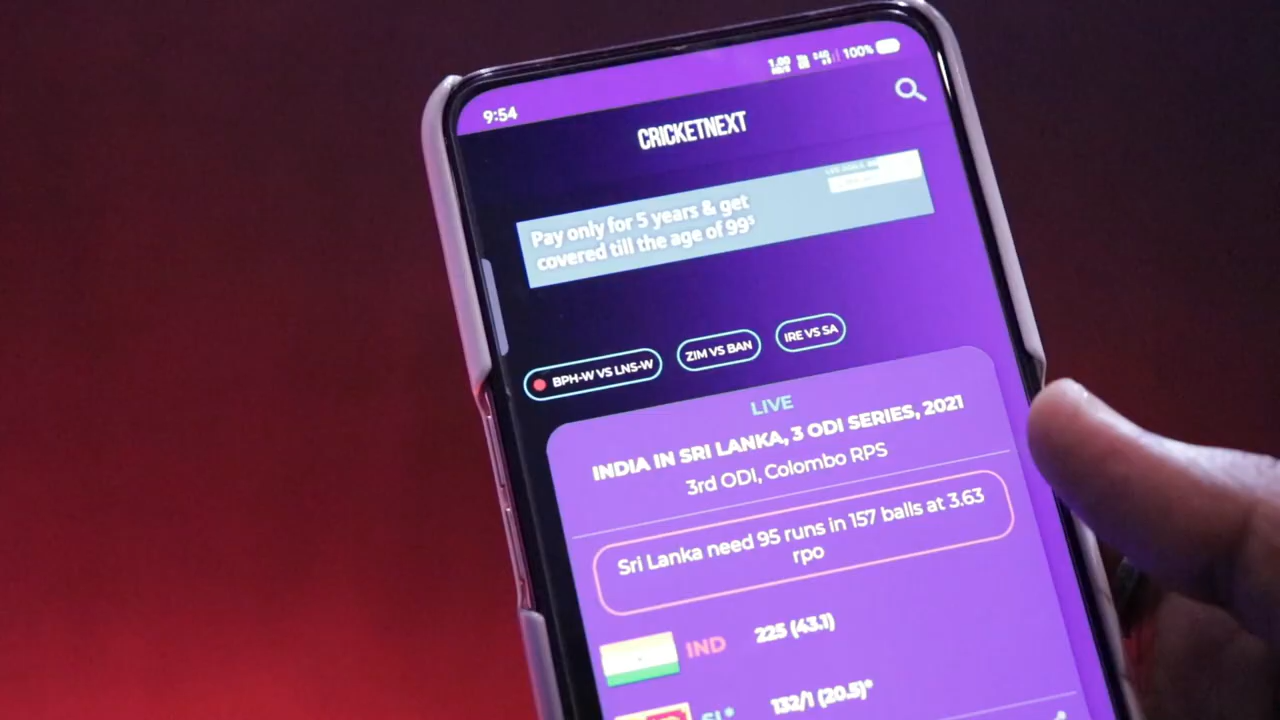 9:54
100%
CRICKETNEXT
Pay only for 5 years & get
covered till the age of 99$
BPH-W VS LNS-W
ZIM VS BAN
IRE VS SA
LIVE
INDIA IN SRI LANKA, 3 ODI SERIES, 2021
3rd ODI, Colombo RPS
Sri Lanka need 95 runs in 157 balls at 3.63
rpo
IND 225 (43.1)
SL* 132/1 (20.5)*